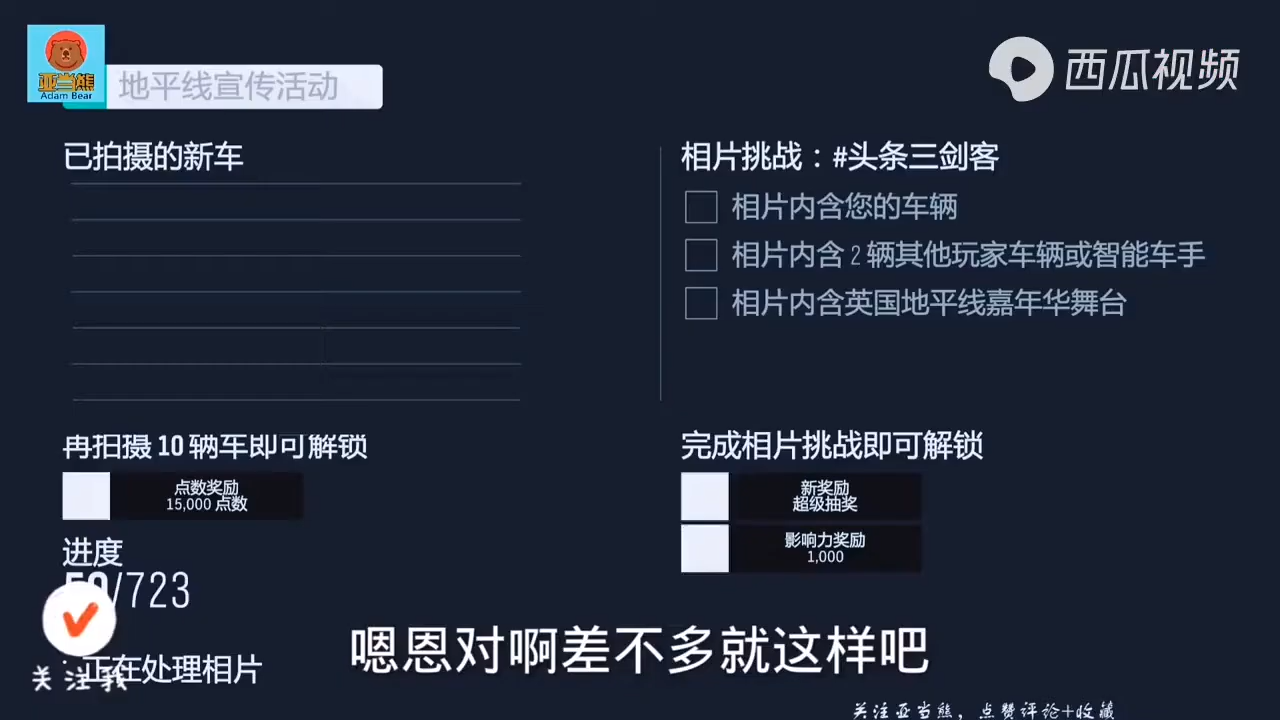 亚当熊
Adam Bear
地平线宣传活动
西瓜视频
已拍摄的新车
相片挑战：#头条三剑客
相片内含您的车辆
相片内含 2 辆其他玩家车辆或智能车手
相片内含英国地平线嘉年华舞台
再拍摄 10 辆车即可解锁
点数奖励
15,000 点数
完成相片挑战即可解锁
新奖励
超级抽奖
影响力奖励
1,000
进度
/723
正在处理相片
关注我
嗯恩对啊差不多就这样吧
关注亚当熊，点赞评论+收藏